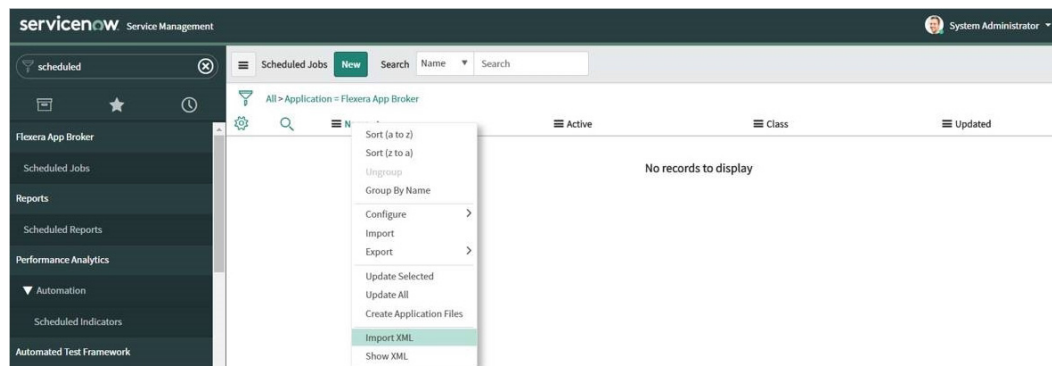 servicenow Service Management
System Administrator
scheduled
Scheduled Jobs New Search Name Search
All > Application = Flexera App Broker
N
Active
Class
Updated
No records to display
Flexera App Broker
Scheduled Jobs
Reports
Scheduled Reports
Performance Analytics
Automation
Scheduled Indicators
Automated Test Framework
Sort (a to z)
Sort (z to a)
Ungroup
Group By Name
Configure
Import
Export
Update Selected
Update All
Create Application Files
Import XML
Show XML